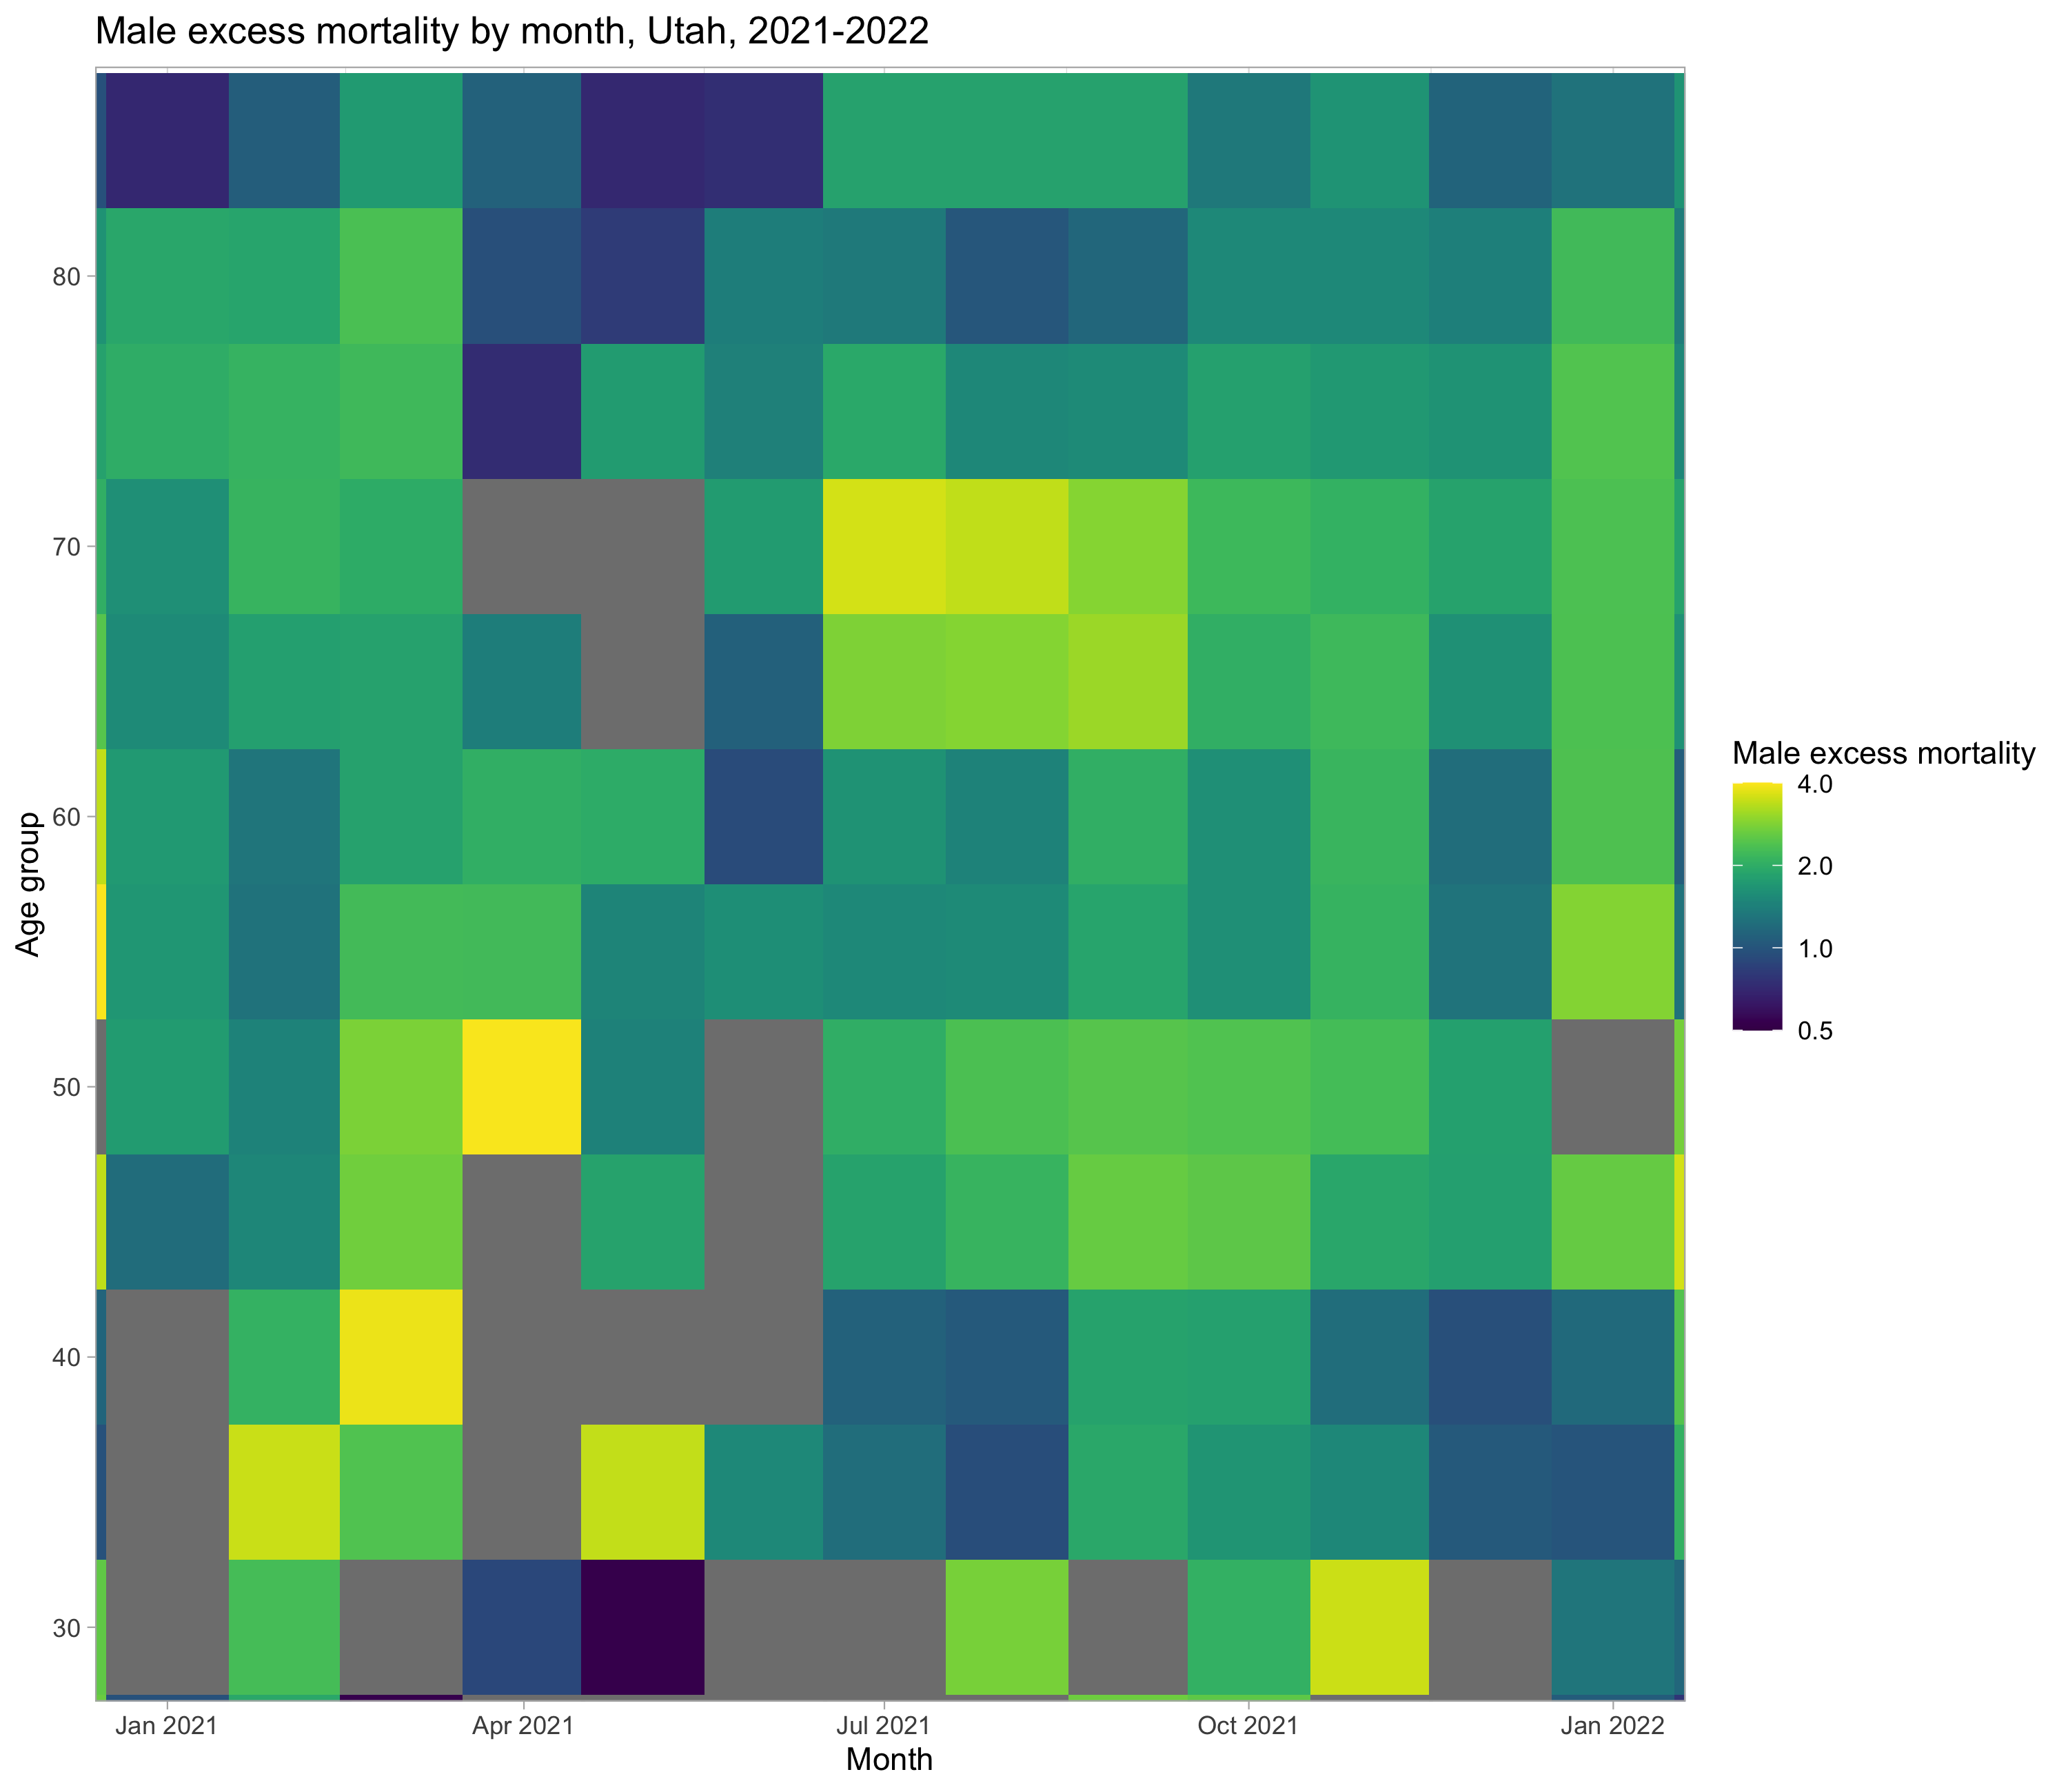 Male excess mortality by month, Utah, 2021-2022
80
70
60
50
40
30
Age group
Jan 2021
Apr 2021
Jul 2021
Oct 2021
Jan 2022
Month
Male excess mortality
4.0
2.0
1.0
0.5